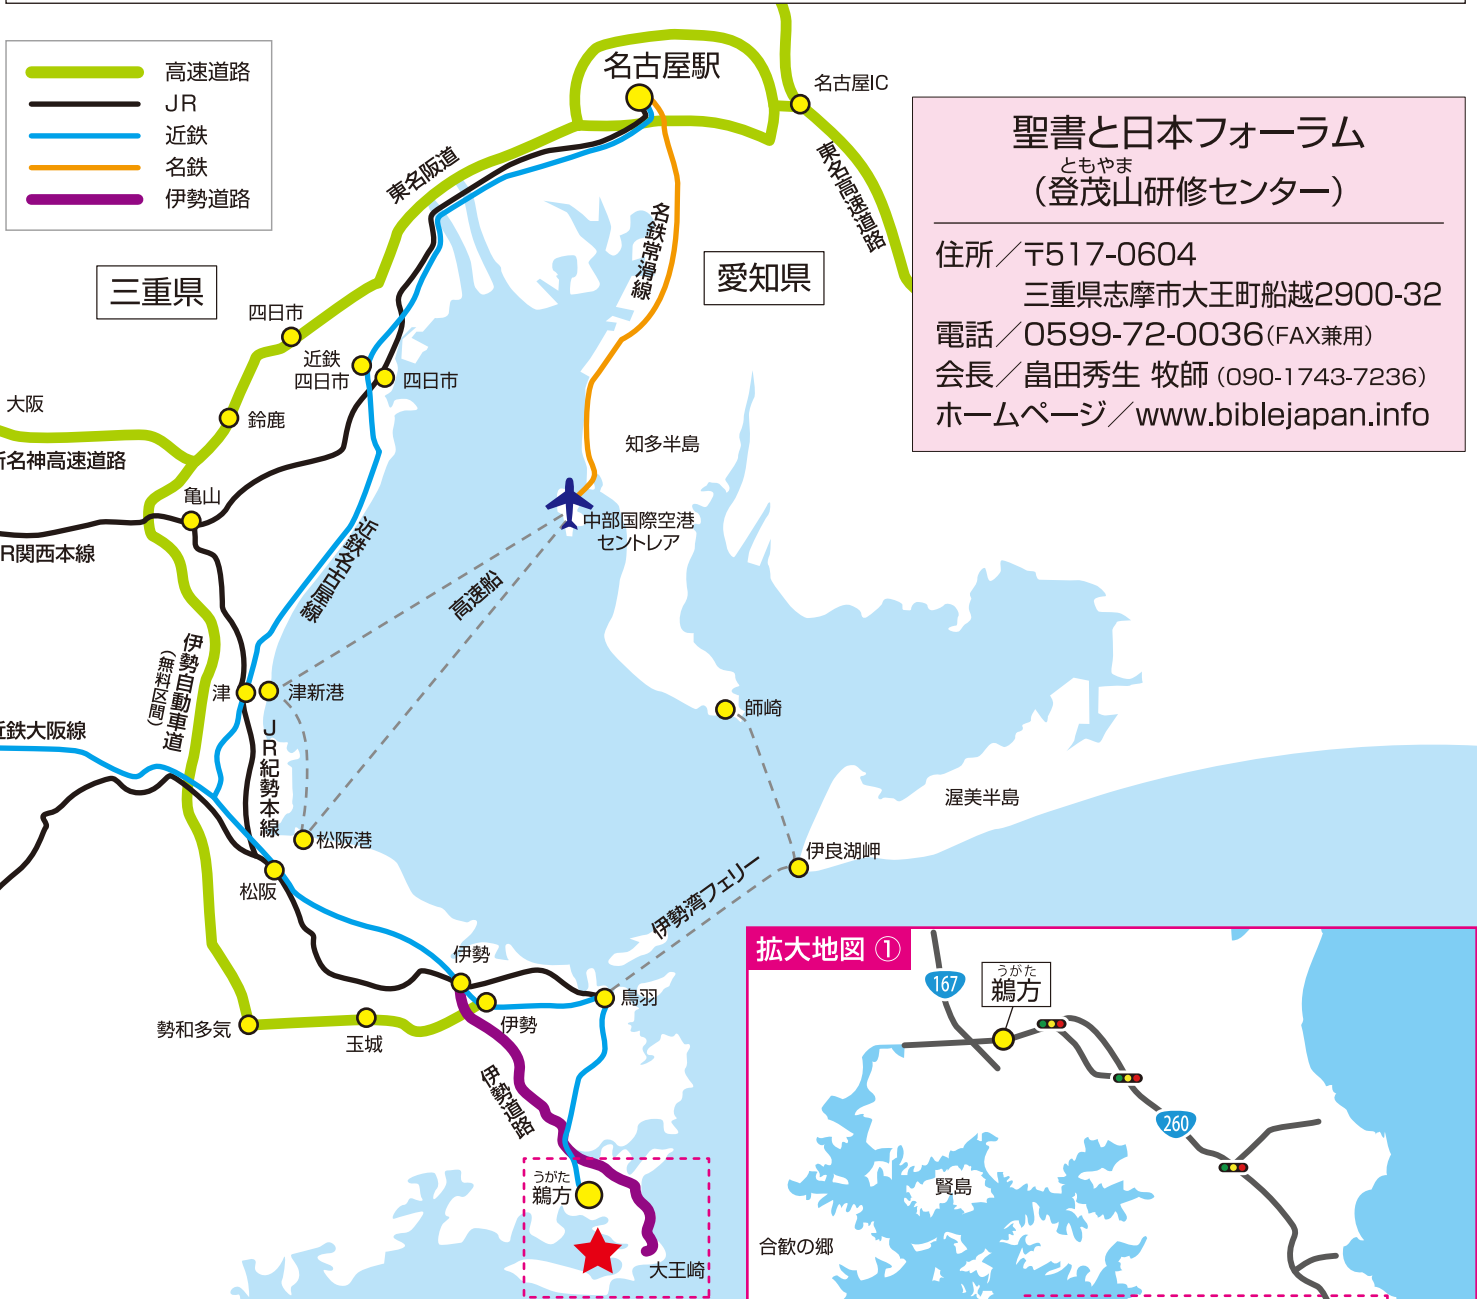 高速道路
JR
近鉄
名鉄
伊勢道路
名古屋駅
名古屋IC
東名阪道
東名高速道路
名鉄常滑線
三重県
愛知県
聖書と日本フォーラム
ともやま
(登茂山研修センター)
住所／〒517-0604
三重県志摩市大王町船越2900-32
電話／0599-72-0036(FAX兼用)
会長／畠田秀生 牧師(090-1743-7236)
ホームページ／www.biblejapan.info
四日市
近鉄
四日市
四日市
大阪
鈴鹿
名神高速道路
知多半島
亀山
R関西本線
中部国際空港
セントレア
近鉄名古屋線
高速船
伊勢自動車道
(無料区間)
津
津新港
師崎
鉄大阪線
JR紀勢本線
渥美半島
松阪港
伊良湖岬
松阪
伊勢湾フェリー
伊勢
鳥羽
伊勢
勢和多気
玉城
伊勢道路
うがた
鵜方
大王崎
拡大地図 ①
167
うがた
鵜方
260
賢島
合歓の郷